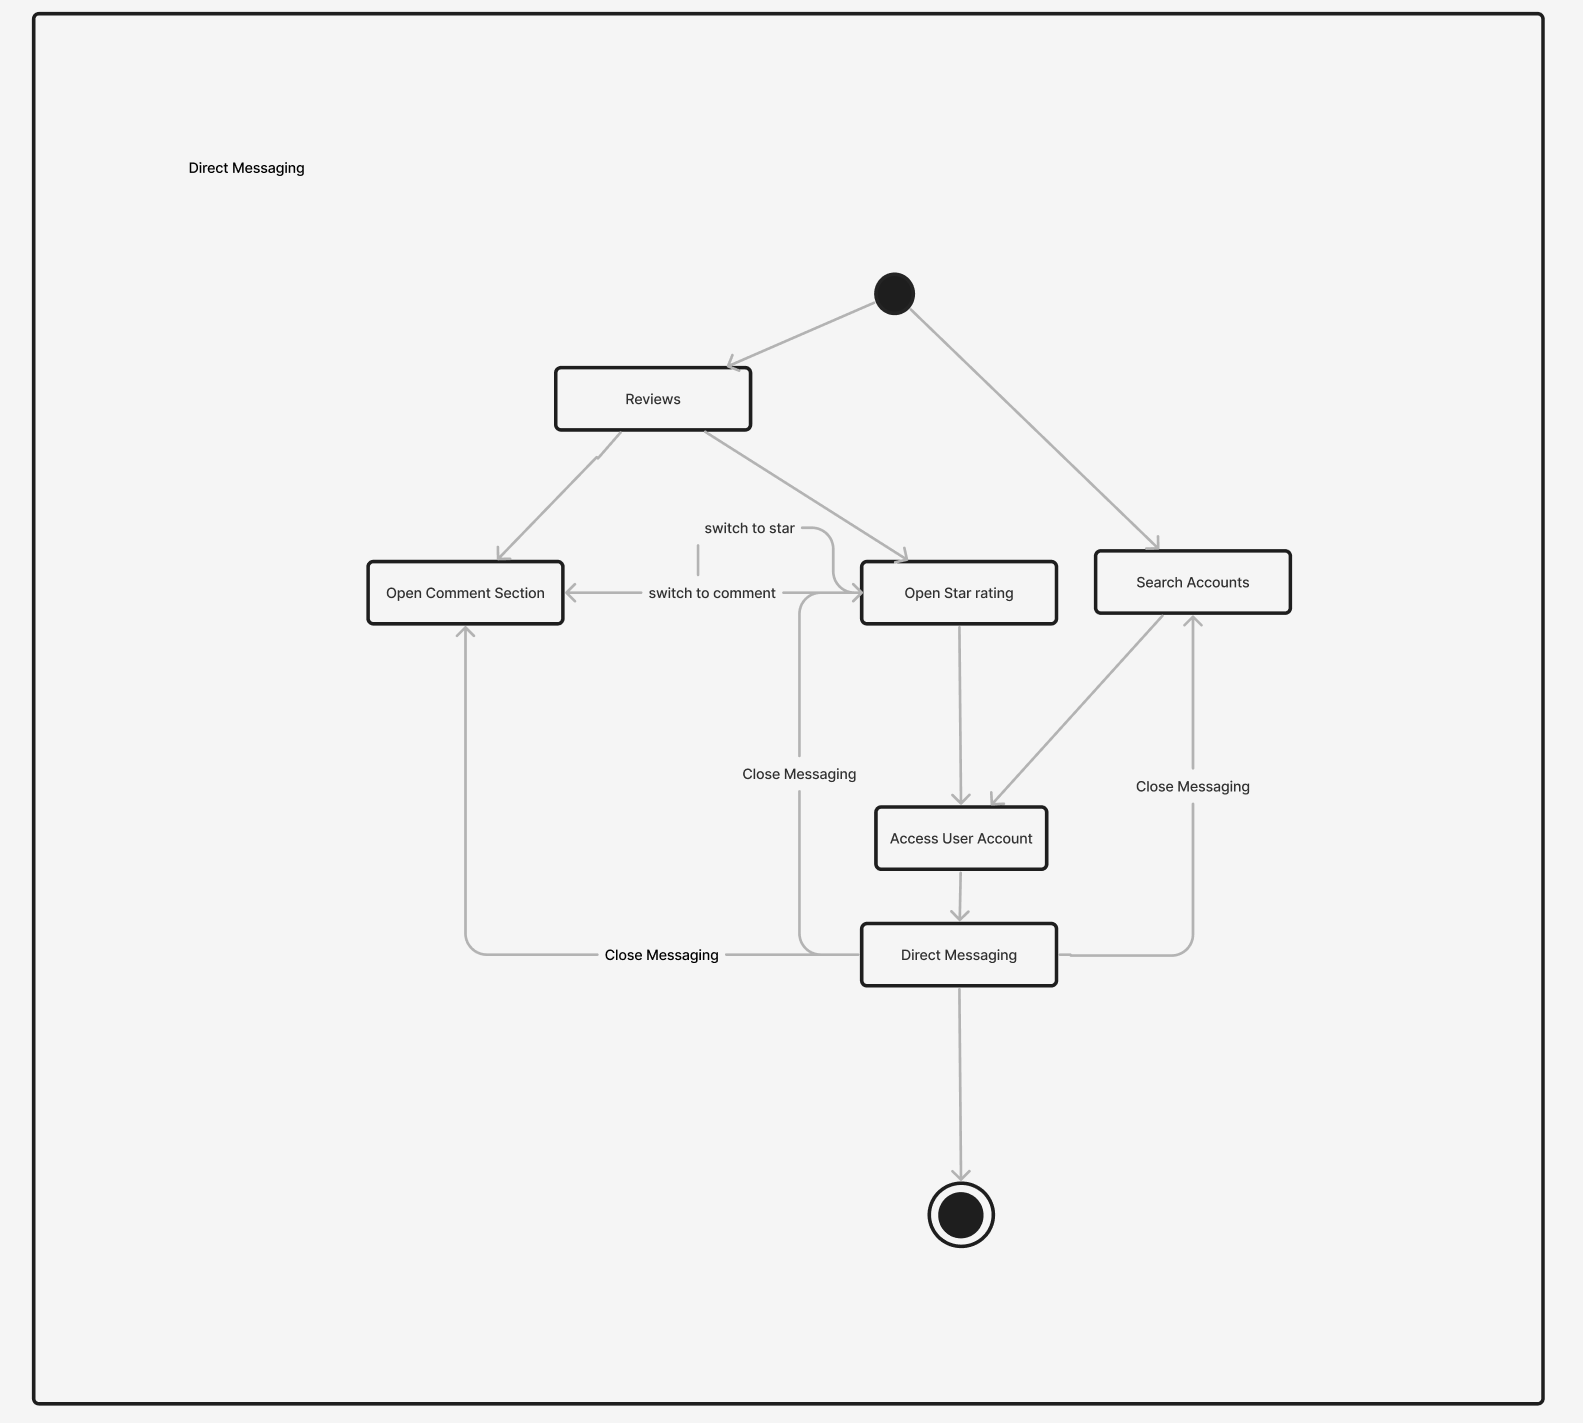 Direct Messaging
Reviews
switch to star
Open Comment Section
switch to comment
Open Star rating
Search Accounts
Close Messaging
Close Messaging
Access User Account
Close Messaging
Direct Messaging